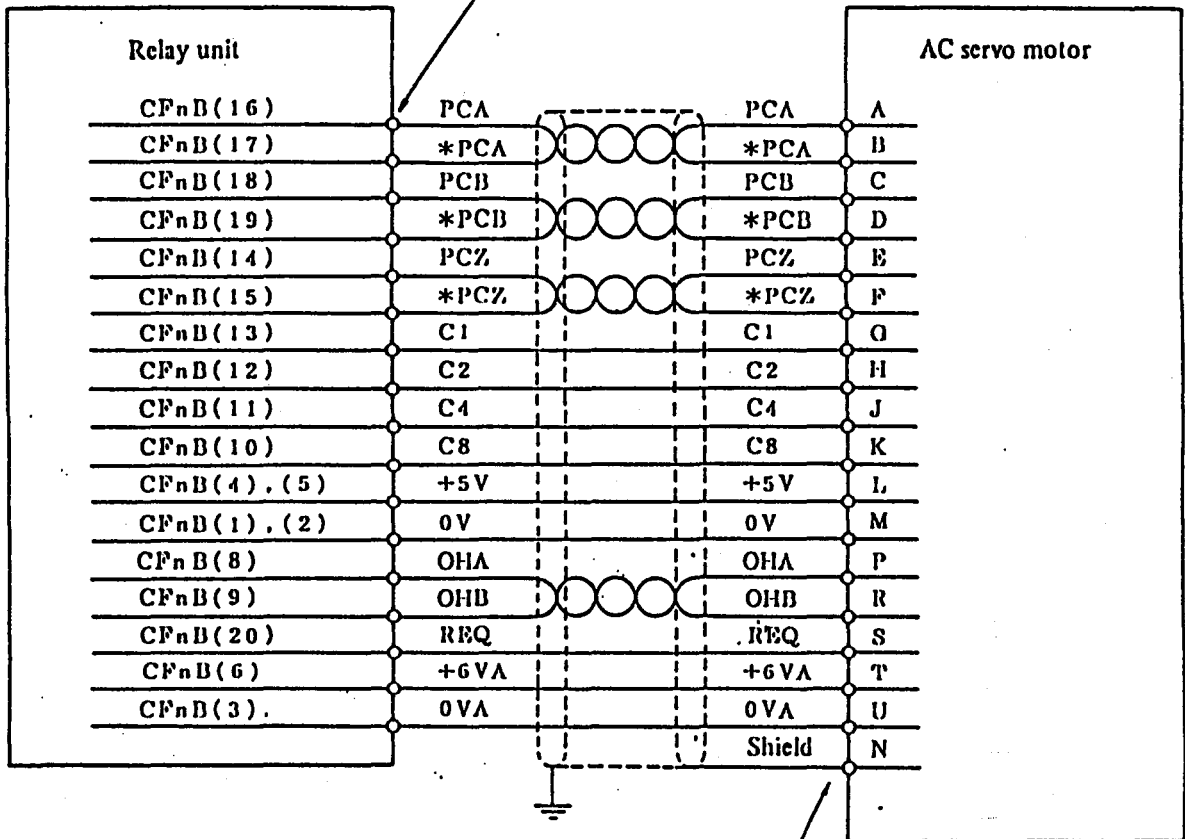 Relay unit
AC servo motor
CFnB(16) PCA PCA A
CFnB(17) *PCA *PCA B
CFnB(18) PCB PCB C
CFnB(19) *PCB *PCB D
CFnB(14) PCZ PCZ E
CFnB(15) *PCZ *PCZ F
CFnB(13) C1 C1 G
CFnB(12) C2 C2 H
CFnB(11) C4 C4 J
CFnB(10) C8 C8 K
CFnB(4),(5) +5V +5V L
CFnB(1),(2) 0V 0V M
CFnB(8) OHA OHA P
CFnB(9) OHB OHB R
CFnB(20) REQ REQ S
CFnB(6) +6VA +6VA T
CFnB(3). 0VA 0VA U
Shield N